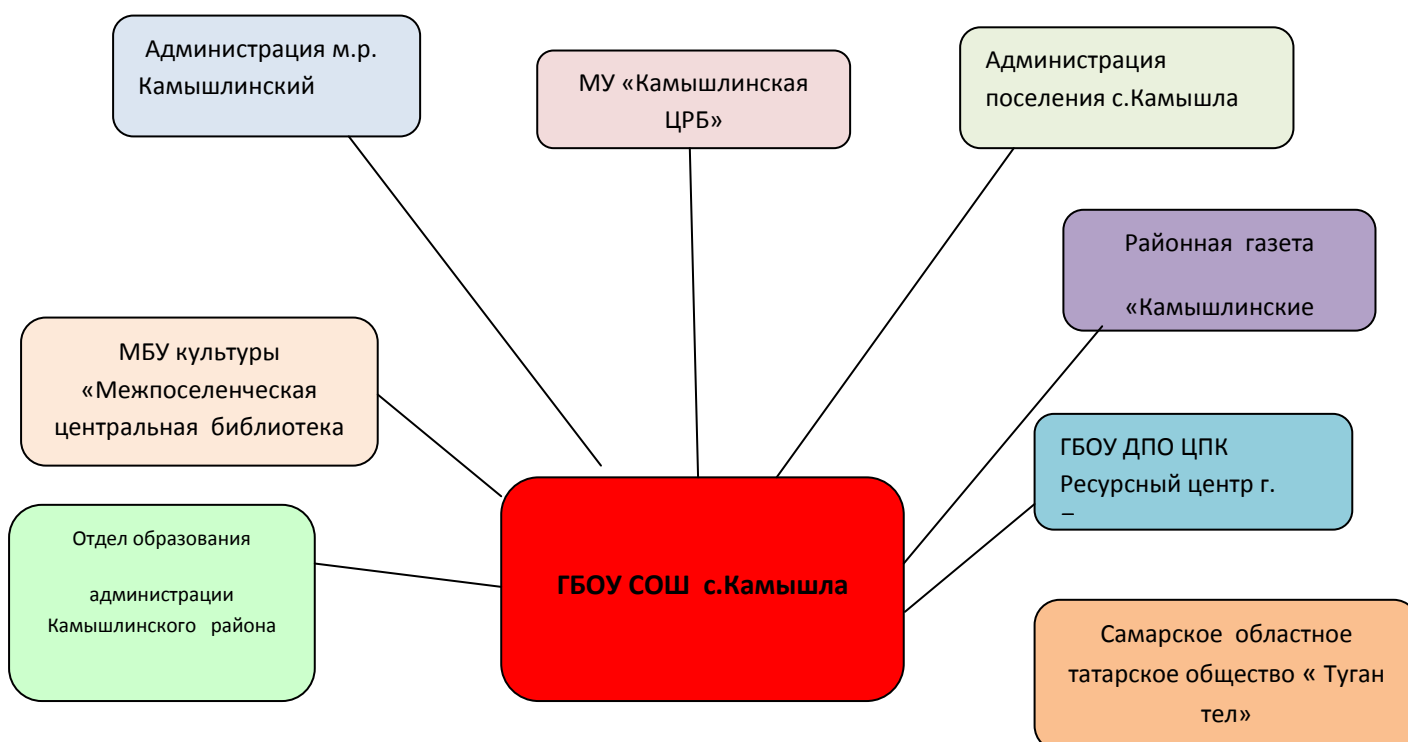 Администрация м.р.
Камышлинский
МУ «Камышлинская
ЦРБ»
Администрация
поселения с.Камышла
Районная газета
«Камышлинские
МБУ культуры
«Межпоселенческая
центральная библиотека
ГБОУ ДПО ЦПК
Ресурсный центр г.
Отдел образования
администрации
Камышлинского района
ГБОУ СОШ с.Камышла
Самарское областное
татарское общество « Туган
тел»